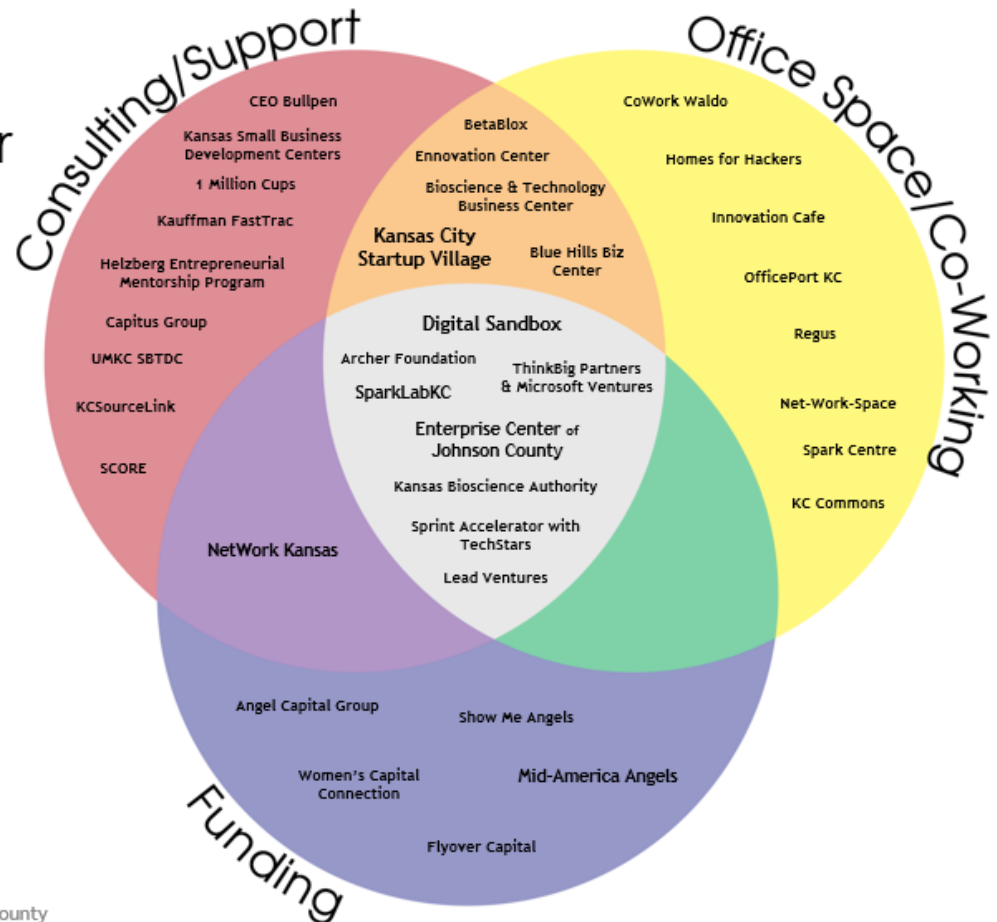 Consulting/Support
Office Space/Co-Working
r
CEO Bullpen
Kansas Small Business
Development Centers
1 Million Cups
Kauffman FastTrac
Helzberg Entrepreneurial
Mentorship Program
Capitus Group
UMKC SBTDC
KCSourceLink
SCORE
BetaBlox
Ennovation Center
Bioscience & Technology
Business Center
Kansas City
Startup Village
Blue Hills Biz
Center
CoWork Waldo
Homes for Hackers
Innovation Cafe
OfficePort KC
Regus
Net-Work-Space
Spark Centre
KC Commons
Digital Sandbox
Archer Foundation
ThinkBig Partners
& Microsoft Ventures
SparkLabKC
Enterprise Center of
Johnson County
Kansas Bioscience Authority
Sprint Accelerator with
TechStars
Lead Ventures
NetWork Kansas
Angel Capital Group
Show Me Angels
Women's Capital
Connection
Mid-America Angels
Flyover Capital
Funding
ounty